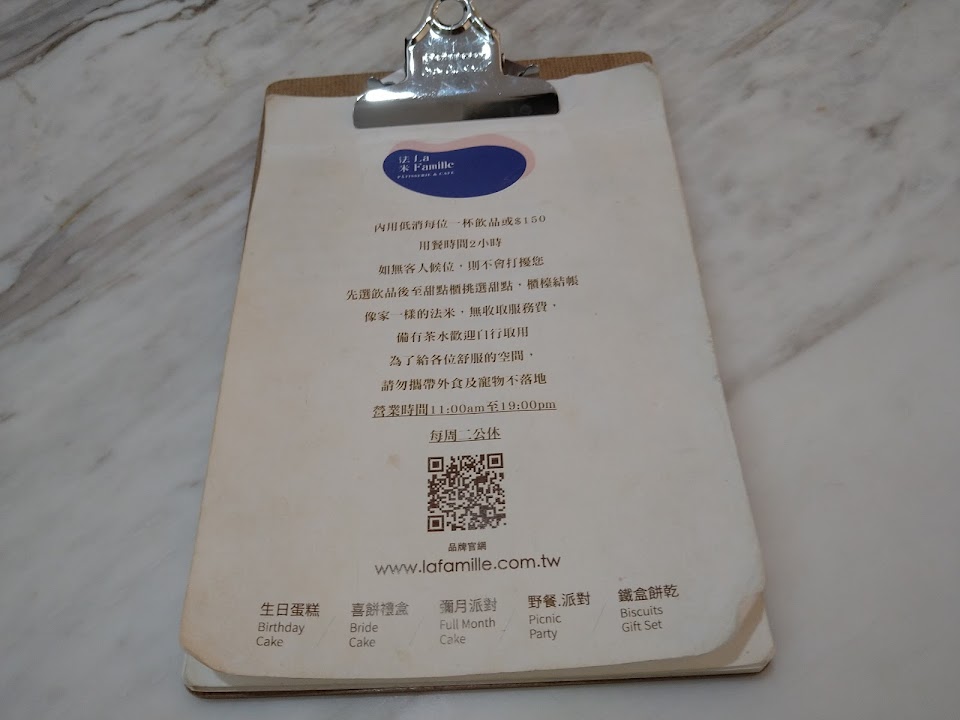 法 La
米 Famille
PATISSERIE & CAFÉ
內用低消每位一杯飲品或$150
用餐時間2小時
如無客人候位，則不會打擾您
先選飲品後至甜點櫃挑選甜點，櫃檯結帳
像家一樣的法米，無收取服務費，
備有茶水歡迎自行取用
為了給各位舒服的空間，
請勿攜帶外食及寵物不落地
營業時間11:00am至19:00pm
每周二公休
品牌官網
www.lafamille.com.tw
生日蛋糕 / 喜餅禮盒 / 彌月派對 / 野餐.派對 / 鐵盒餅乾
Birthday Cake / Bride Cake / Full Month Cake / Picnic Party / Biscuits Gift Set